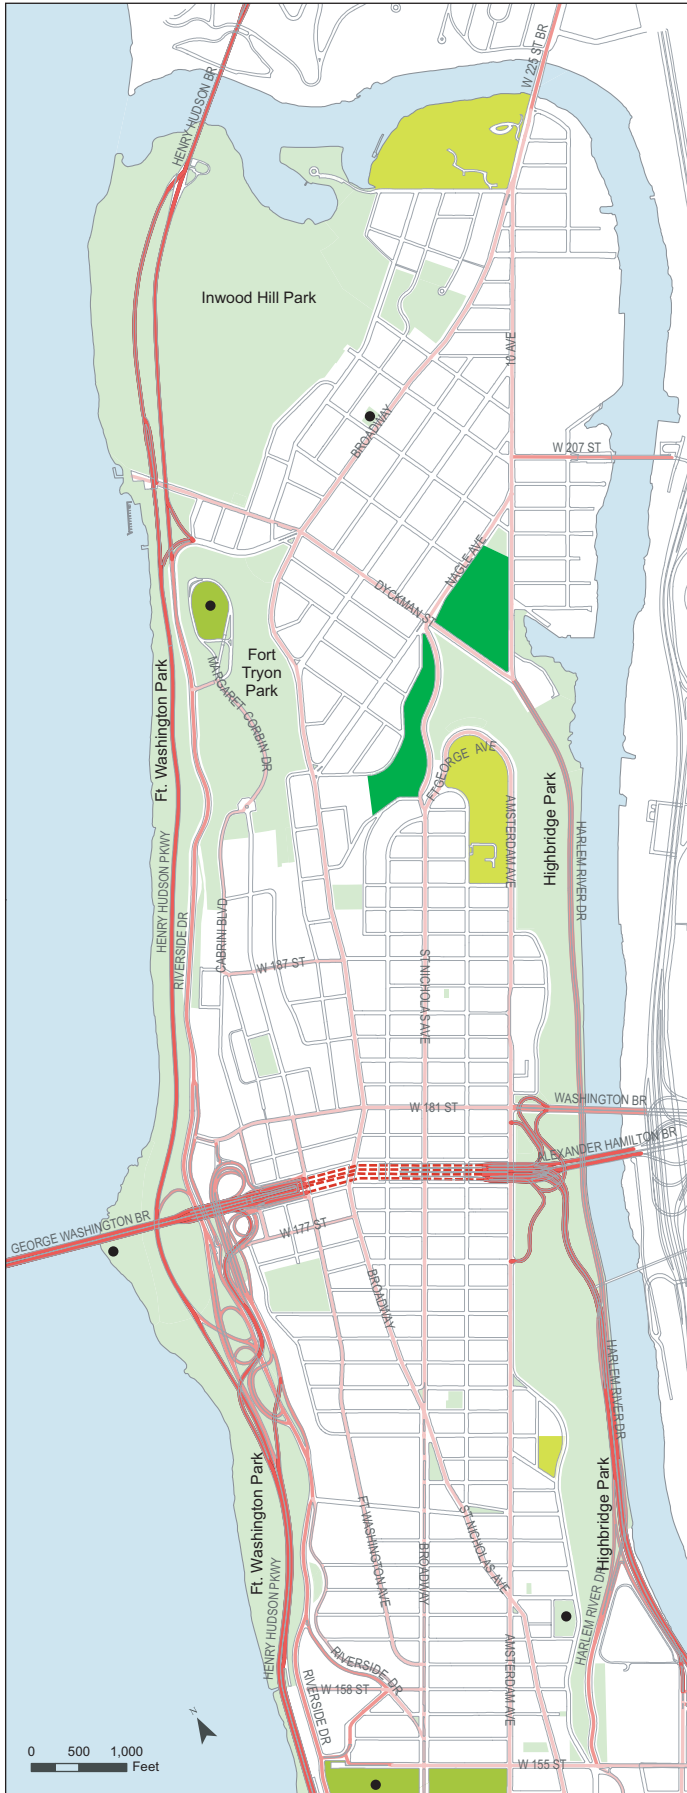 W 225 ST BR
HENRY HUDSON BR
Inwood Hill Park
10 AVE
BROADWAY
W 207 ST
NAGLE AVE
DYCKMAN ST
Fort
Tryon
Park
MARGARET CORBIN DR
Ft. Washington Park
FT GEORGE AVE
AMSTERDAM AVE
Highbridge Park
HARLEM RIVER DR
HENRY HUDSON PKWY
RIVERSIDE DR
CABRINI BLVD
W 187 ST
ST NICHOLAS AVE
WASHINGTON BR
W 181 ST
ALEXANDER HAMILTON BR
GEORGE WASHINGTON BR
W 177 ST
BROADWAY
HARLEM RIVER DR
Ft. Washington Park
FT WASHINGTON AVE
ST NICHOLAS AVE
Highbridge Park
BROADWAY
HENRY HUDSON PKWY
HARLEM RIVER DR
RIVERSIDE DR
W 158 ST
RIVERSIDE DR
AMSTERDAM AVE
N
W 155 ST
0 500 1,000
Feet